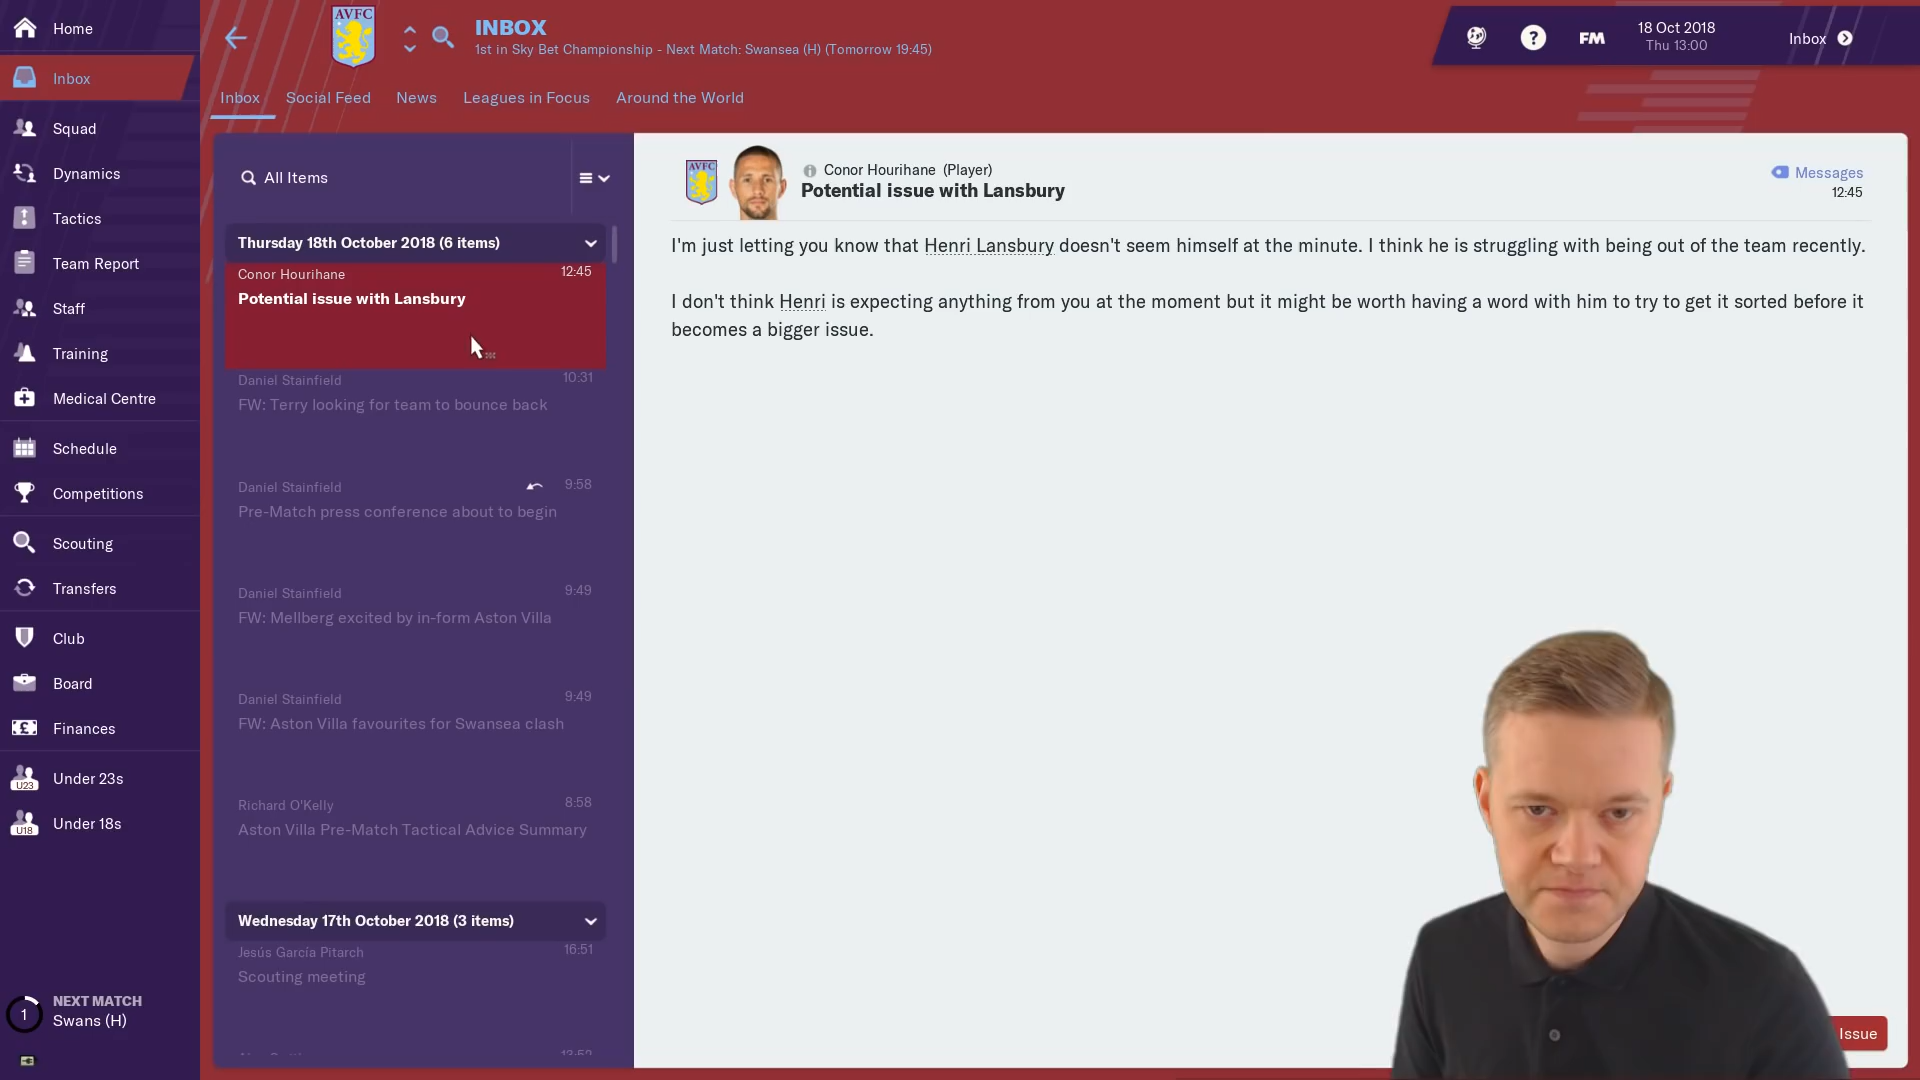 Home
Inbox
Squad
Dynamics
Tactics
Team Report
Staff
Training
Medical Centre
Schedule
Competitions
Scouting
Transfers
Club
Board
Finances
U23
Under 23s
U18
Under 18s
1
NEXT MATCH
Swans (H)
AVFC
INBOX
1st in Sky Bet Championship - Next Match: Swansea (H) (Tomorrow 19:45)
?
FM
18 Oct 2018
Thu 13:00
Inbox
Inbox
Social Feed
News
Leagues in Focus
Around the World
All Items
Thursday 18th October 2018 (6 items)
Conor Hourihane
12:45
Potential issue with Lansbury
Daniel Stainfield
10:31
FW: Terry looking for team to bounce back
Daniel Stainfield
9:58
Pre-Match press conference about to begin
Daniel Stainfield
9:49
FW: Mellberg excited by in-form Aston Villa
Daniel Stainfield
9:49
FW: Aston Villa favourites for Swansea clash
Richard O'Kelly
8:58
Aston Villa Pre-Match Tactical Advice Summary
Wednesday 17th October 2018 (3 items)
Jesús García Pitarch
16:51
Scouting meeting
AVFC
Conor Hourihane (Player)
Potential issue with Lansbury
Messages
12:45
I'm just letting you know that Henri Lansbury doesn't seem himself at the minute. I think he is struggling with being out of the team recently.
I don't think Henri is expecting anything from you at the moment but it might be worth having a word with him to try to get it sorted before it
becomes a bigger issue.
Issue